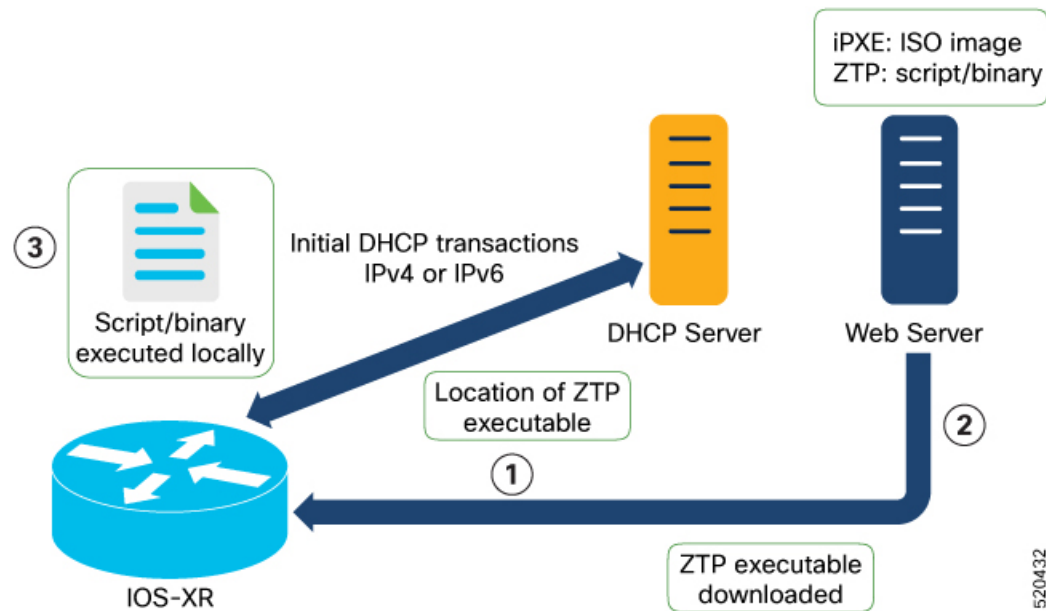 iPXE: ISO image
ZTP: script/binary
3
Script/binary
executed locally
Initial DHCP transactions
IPv4 or IPv6
DHCP Server
Web Server
Location of ZTP
executable
1
2
IOS-XR
ZTP executable
downloaded
520432